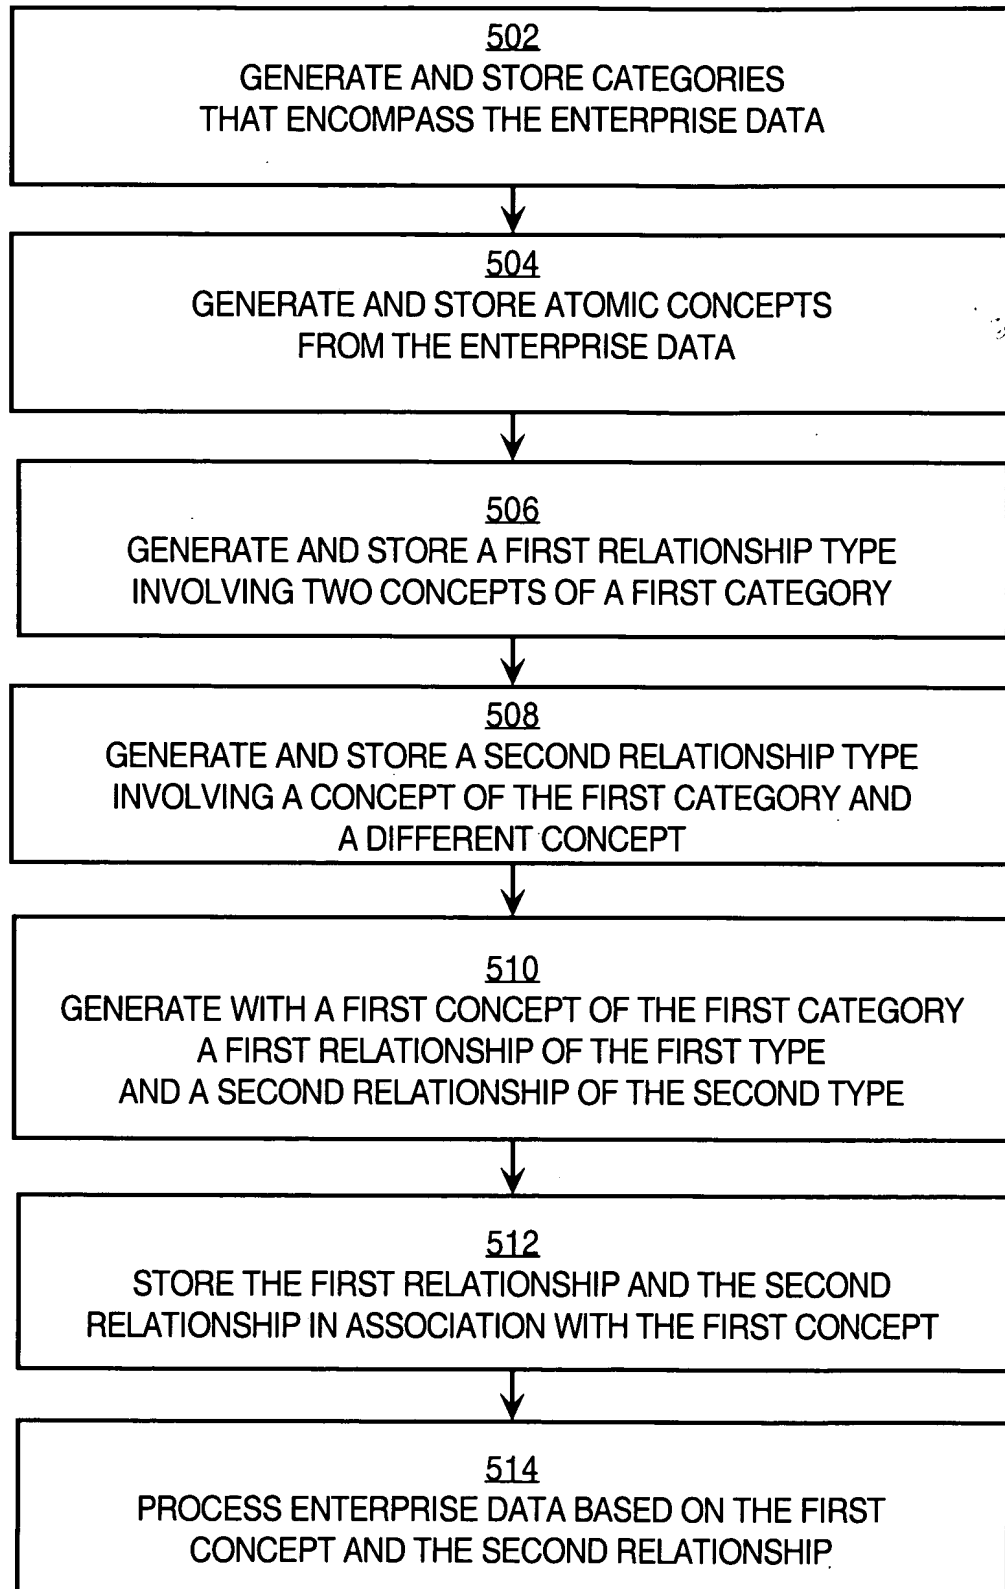 502
GENERATE AND STORE CATEGORIES
THAT ENCOMPASS THE ENTERPRISE DATA
504
GENERATE AND STORE ATOMIC CONCEPTS
FROM THE ENTERPRISE DATA
506
GENERATE AND STORE A FIRST RELATIONSHIP TYPE
INVOLVING TWO CONCEPTS OF A FIRST CATEGORY
508
GENERATE AND STORE A SECOND RELATIONSHIP TYPE
INVOLVING A CONCEPT OF THE FIRST CATEGORY AND
A DIFFERENT CONCEPT
510
GENERATE WITH A FIRST CONCEPT OF THE FIRST CATEGORY
A FIRST RELATIONSHIP OF THE FIRST TYPE
AND A SECOND RELATIONSHIP OF THE SECOND TYPE
512
STORE THE FIRST RELATIONSHIP AND THE SECOND
RELATIONSHIP IN ASSOCIATION WITH THE FIRST CONCEPT
514
PROCESS ENTERPRISE DATA BASED ON THE FIRST
CONCEPT AND THE SECOND RELATIONSHIP